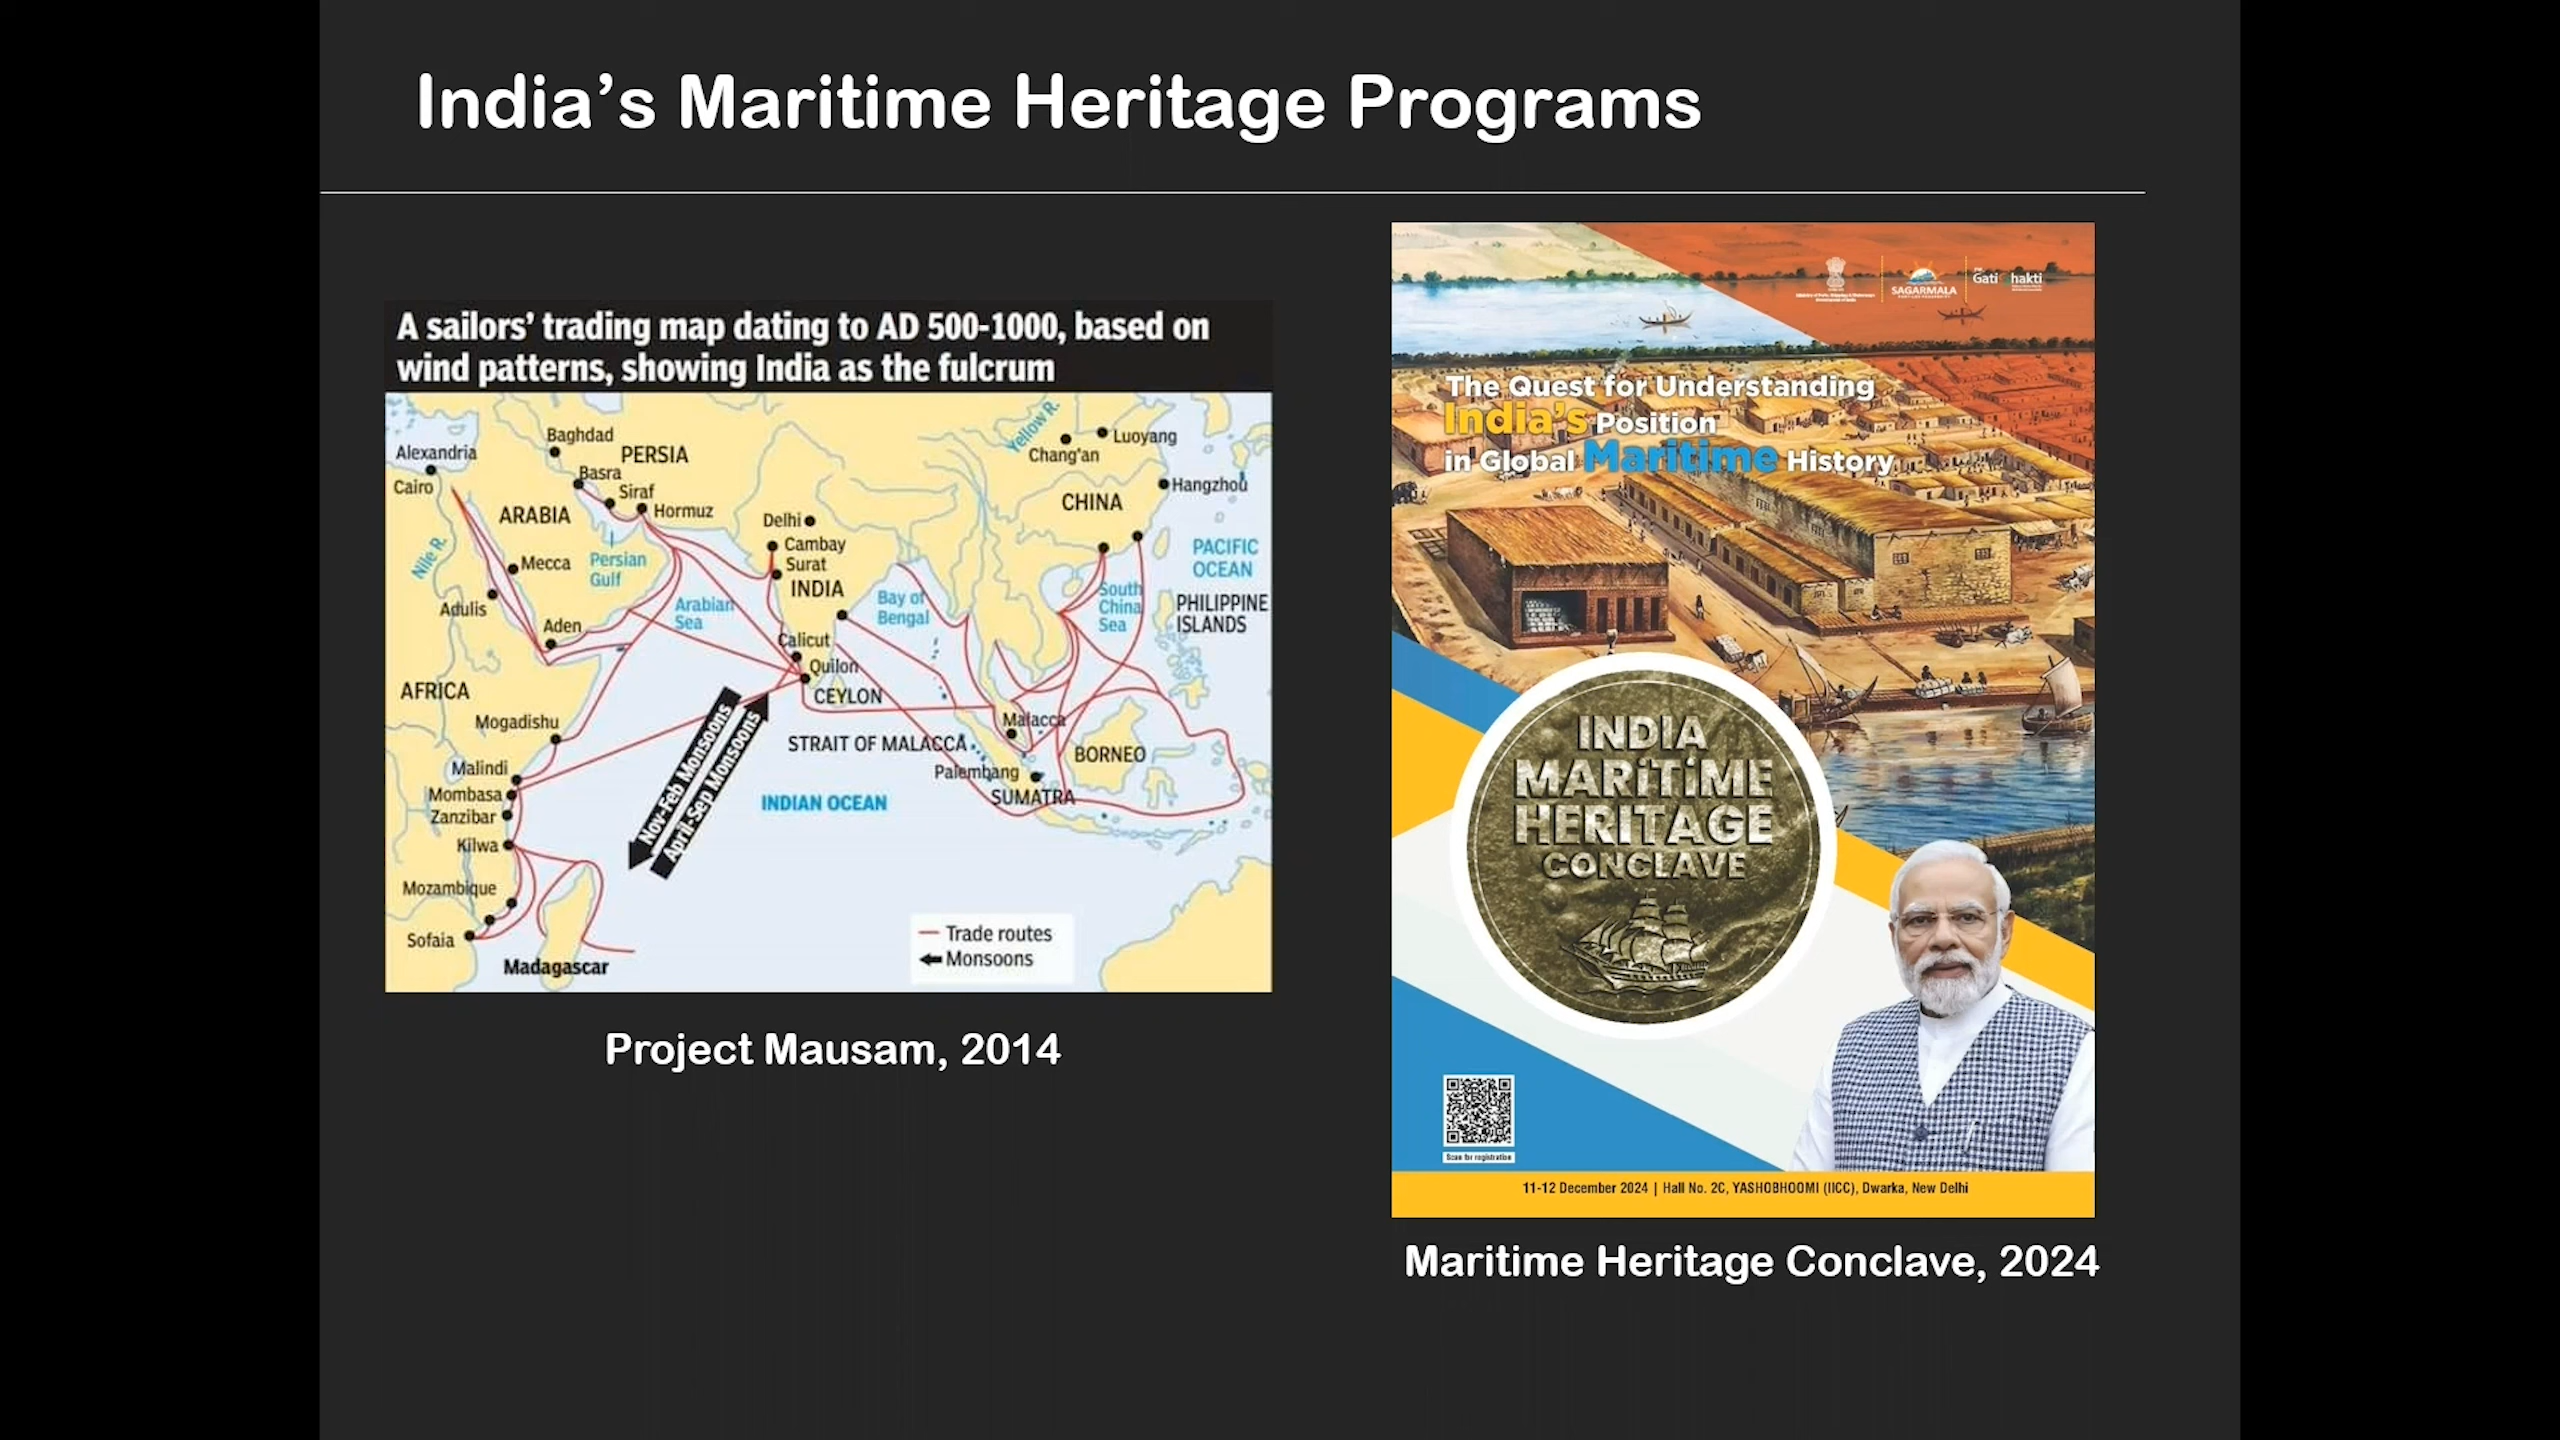 India's Maritime Heritage Programs
A sailors' trading map dating to AD 500-1000, based on
wind patterns, showing India as the fulcrum
Alexandria
Cairo
Nile R.
Baghdad
PERSIA
Basra
Siraf
Hormuz
ARABIA
Mecca
Persian
Gulf
Adulis
Aden
AFRICA
Mogadishu
Malindi
Mombasa
Zanzibar
Kilwa
Mozambique
Sofaia
Madagascar
Arabian
Sea
Delhi
Cambay
Surat
INDIA
Calicut
Quilon
CEYLON
Bay of
Bengal
Yellow R.
Chang'an
Luoyang
Hangzhou
CHINA
South
China
Sea
PACIFIC
OCEAN
PHILIPPINE
ISLANDS
Malacca
STRAIT OF MALACCA
Palembang
SUMATRA
BORNEO
INDIAN OCEAN
Nov-Feb Monsoons
April-Sep Monsoons
Trade routes
Monsoons
Project Mausam, 2014
SAGARMALA
Gati hakti
The Quest for Understanding
India's Position
in Global Maritime History
INDIA
MARiTiME
HERITAGE
CONCLAVE
Scan for registration
11-12 December 2024 | Hall No. 2C, YASHOBHOOMI (IICC), Dwarka, New Delhi
Maritime Heritage Conclave, 2024